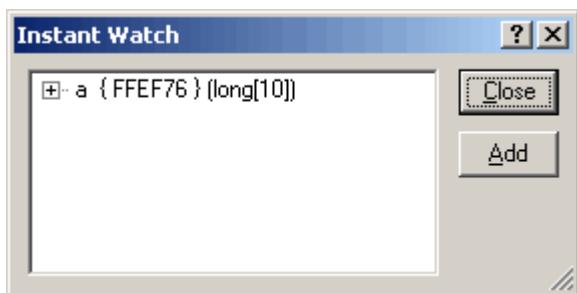 Instant Watch
a { FFEF76 } (long[10])
Close
Add